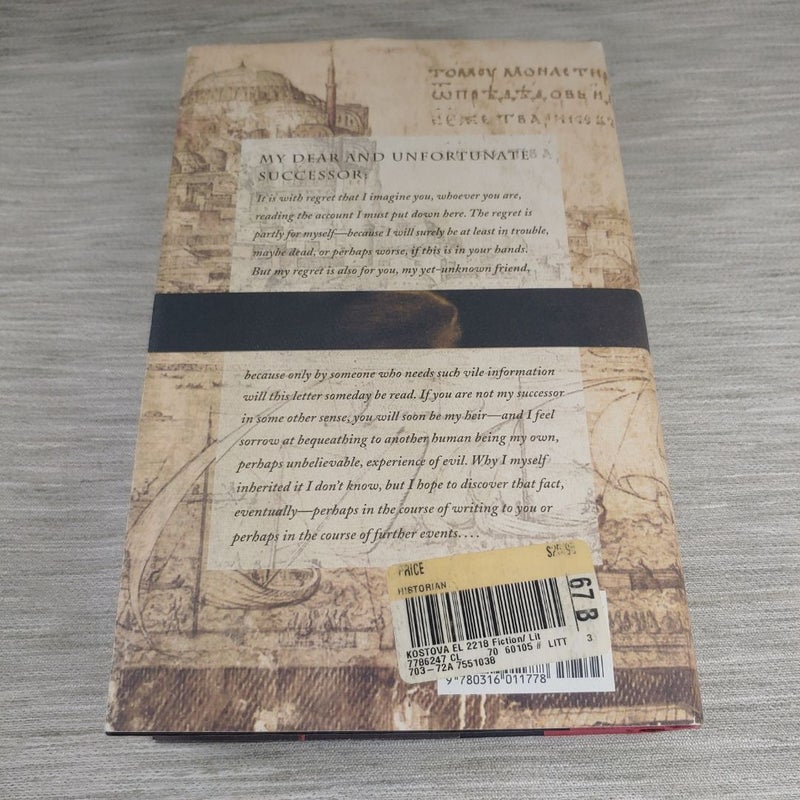 MY DEAR AND UNFORTUNATE
SUCCESSOR:
It is with regret that I imagine you, whoever you are,
reading the account I must put down here. The regret is
partly for myself—because I will surely be at least in trouble,
maybe dead, or perhaps worse, if this is in your hands.
But my regret is also for you, my yet-unknown friend,
because only by someone who needs such vile information
will this letter someday be read. If you are not my successor
in some other sense, you will soon be my heir—and I feel
sorrow at bequeathing to another human being my own,
perhaps unbelievable, experience of evil. Why I myself
inherited it I don't know, but I hope to discover that fact,
eventually—perhaps in the course of writing to you or
perhaps in the course of further events....
PRICE $25.95
HISTORIAN
67 B
KOSTOVA EL 221B Fiction/ Lit
7786247 CL 70 60105 # LITT 3
703-72A 755103B
9 780316 011778